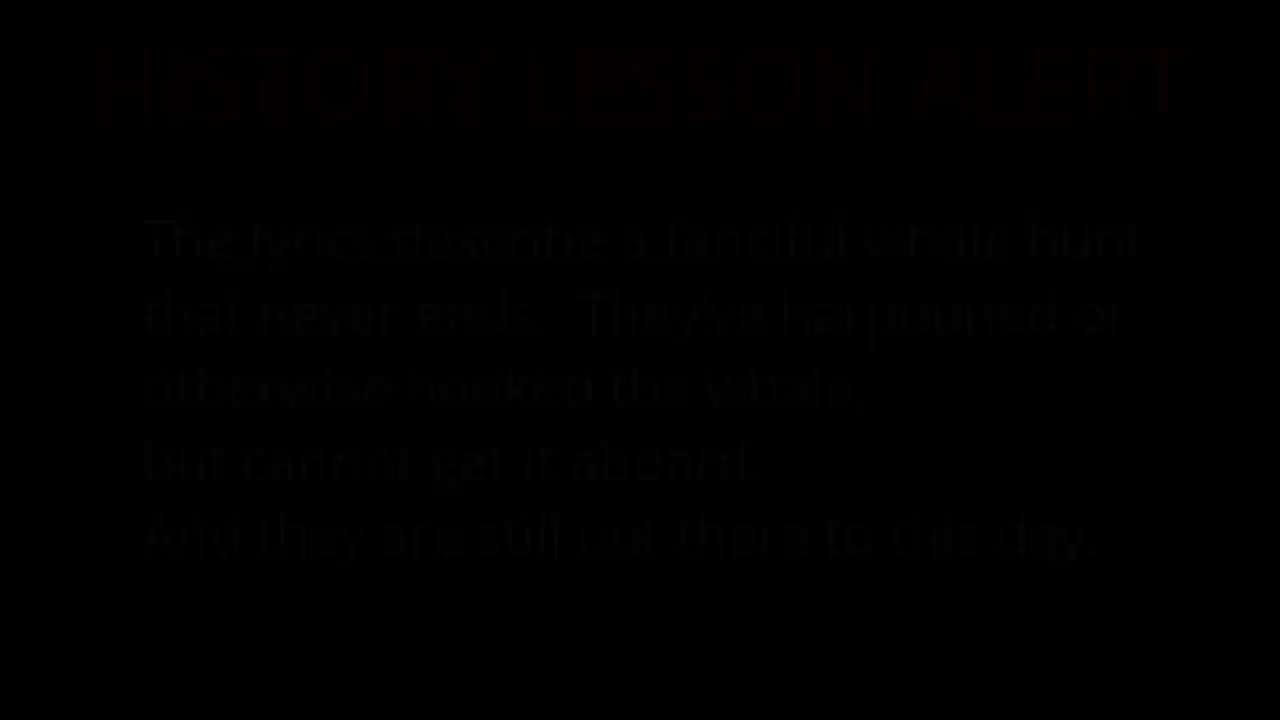 HISTORY LESSON ALERT
The lyrics describe a fanciful whale hunt
that never ends. They've harpooned or
otherwise hooked the whale,
but cannot get it aboard.
And they are still out there to this day.